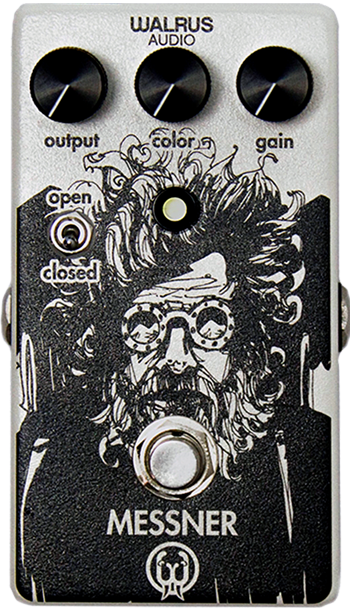 WALRUS
AUDIO
output color gain
open
closed
MESSNER